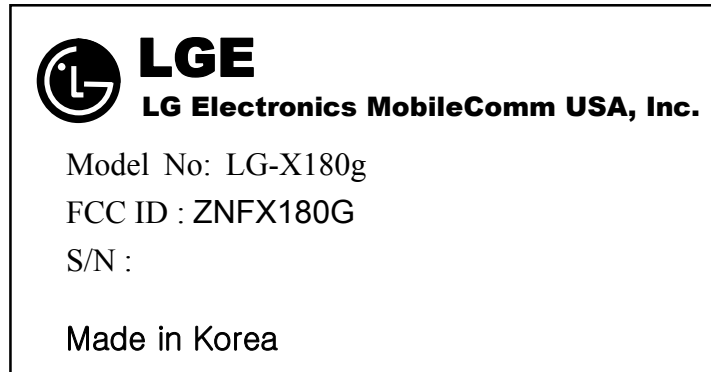 LGE
LG Electronics MobileComm USA, Inc.
Model No: LG-X180g
FCC ID : ZNFX180G
S/N :
Made in Korea